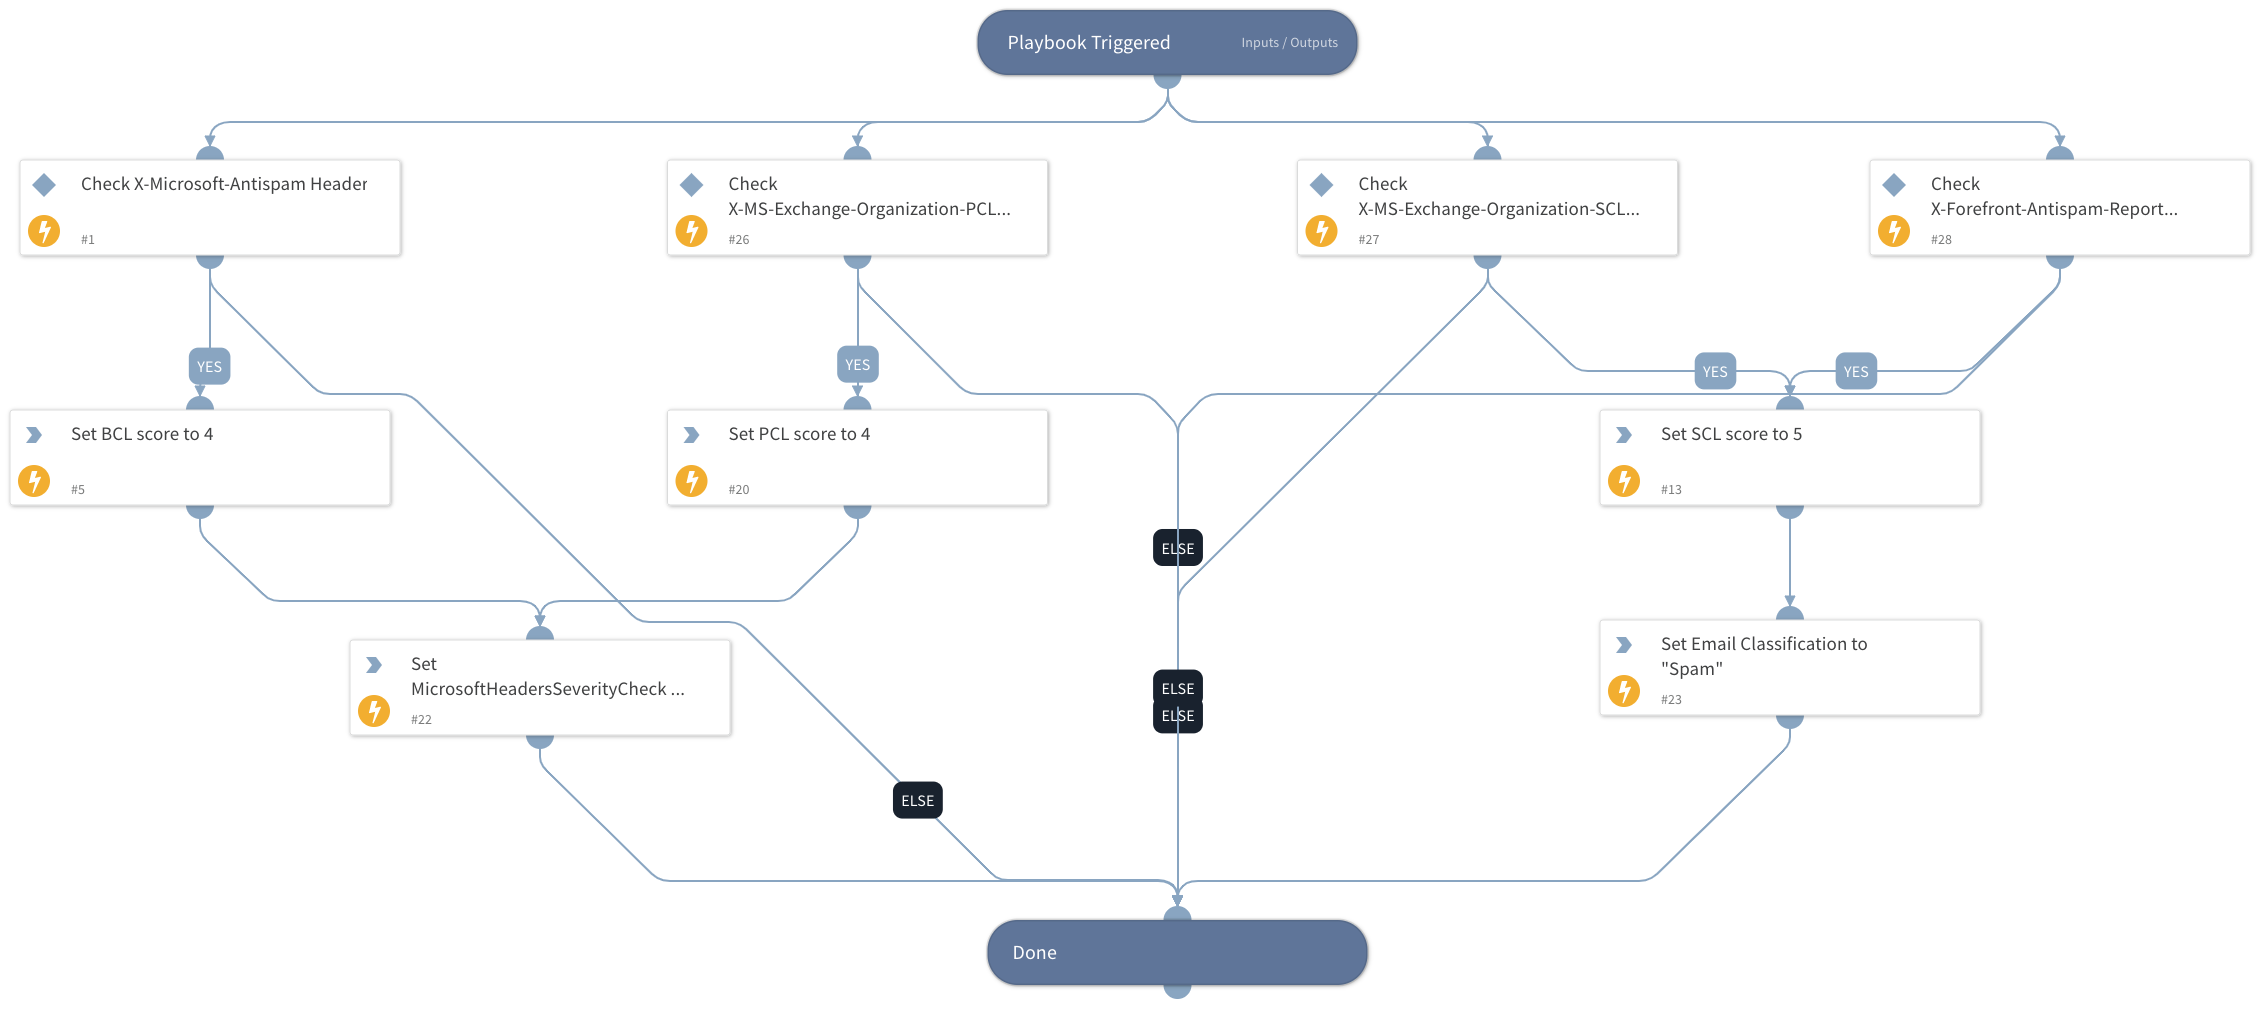 Playbook Triggered
Inputs / Outputs
Check X-Microsoft-Antispam Header
#1
Check
X-MS-Exchange-Organization-PCL...
#26
Check
X-MS-Exchange-Organization-SCL...
#27
Check
X-Forefront-Antispam-Report...
#28
YES
YES
YES
YES
Set BCL score to 4
#5
Set PCL score to 4
#20
Set SCL score to 5
#13
ELSE
Set
MicrosoftHeadersSeverityCheck ...
#22
ELSE
ELSE
Set Email Classification to
"Spam"
#23
ELSE
Done